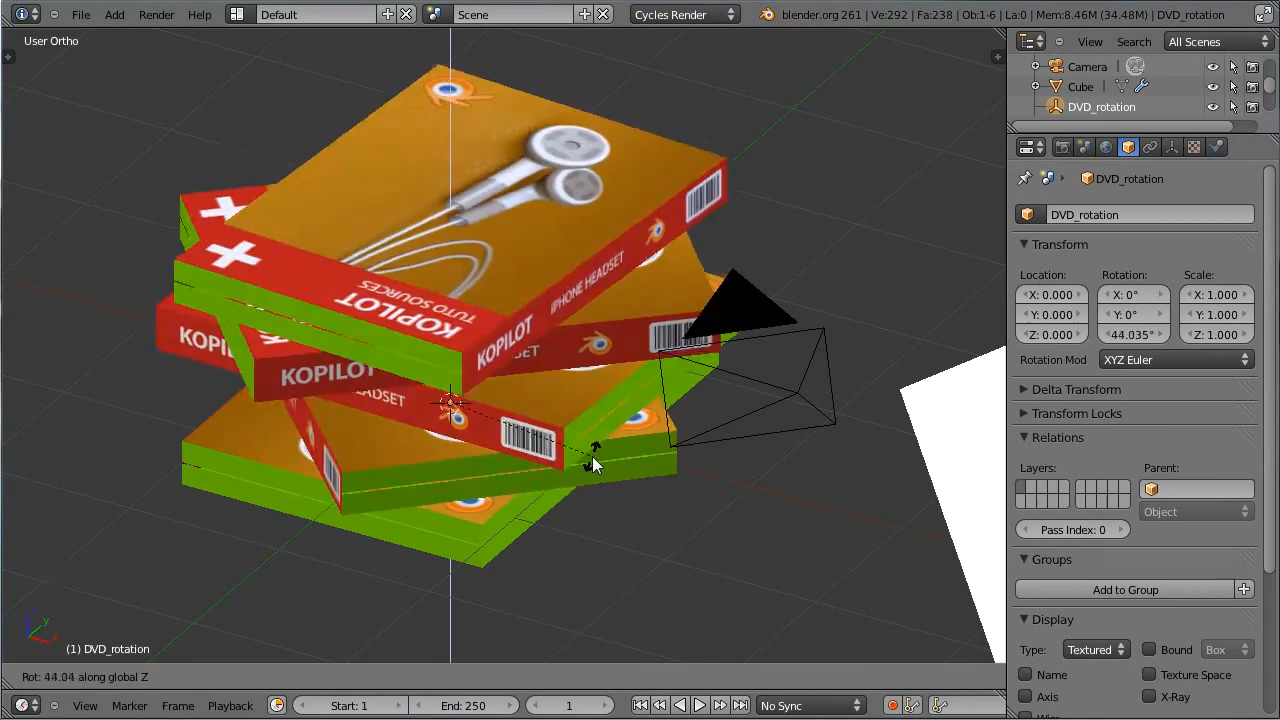 File Add Render Help Default Scene Cycles Render blender.org 261 | Ve:292 | Fa:238 | Ob:1-6 | La:0 | Mem:8.46M (34.48M) | DVD_rotation
User Ortho
View Search All Scenes
Camera
Cube
DVD_rotation
DVD_rotation
DVD_rotation
Transform
Location: Rotation: Scale:
X: 0.000 X: 0° X: 1.000
Y: 0.000 Y: 0° Y: 1.000
Z: 0.000 44.035° Z: 1.000
Rotation Mod XYZ Euler
Delta Transform
Transform Locks
Relations
Layers: Parent:
Object
Pass Index: 0
Groups
Add to Group
Display
Type: Textured Bound Box
Name Texture Space
Axis X-Ray
TUTO SOURCES
KOPILOT
KOPILOT IPHONE HEADSET
KOPILOT
KOPILOT
SET
EADSET
(1) DVD_rotation
Rot: 44.04 along global Z
View Marker Frame Playback Start: 1 End: 250 1 No Sync